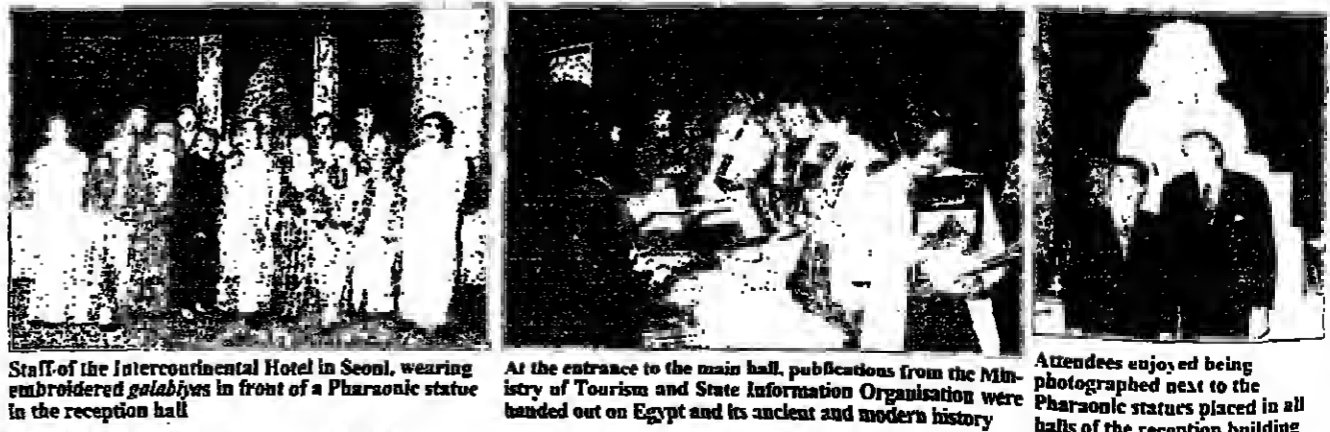 Staff of the Intercontinental Hotel in Seoul, wearing
embroidered galabiyas in front of a Pharaonic statue
in the reception hall
At the entrance to the main hall, publications from the Min-
istry of Tourism and State Information Organisation were
handed out on Egypt and its ancient and modern history
Attendees enjoyed being
photographed next to the
Pharaonic statues placed in all
halls of the reception building